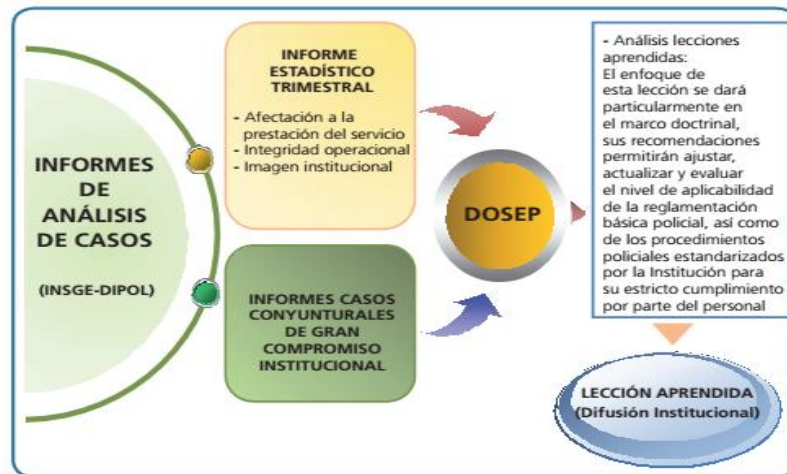 INFORMES
DE
ANÁLISIS
DE CASOS
(INSGE-DIPOL)
INFORME
ESTADÍSTICO
TRIMESTRAL
- Afectación a la
prestación del servicio
- Integridad operacional
- Imagen institucional
INFORMES CASOS
CONYUNTURALES
DE GRAN
COMPROMISO
INSTITUCIONAL
DOSEP
- Análisis lecciones
aprendidas:
El enfoque de
esta lección se dará
particularmente en
el marco doctrinal,
sus recomendaciones
permitirán ajustar,
actualizar y evaluar
el nivel de aplicabilidad
de la reglamentación
básica policial, así como
de los procedimientos
policiales estandarizados
por la Institución para
su estricto cumplimiento
por parte del personal
LECCIÓN APRENDIDA
(Difusión Institucional)